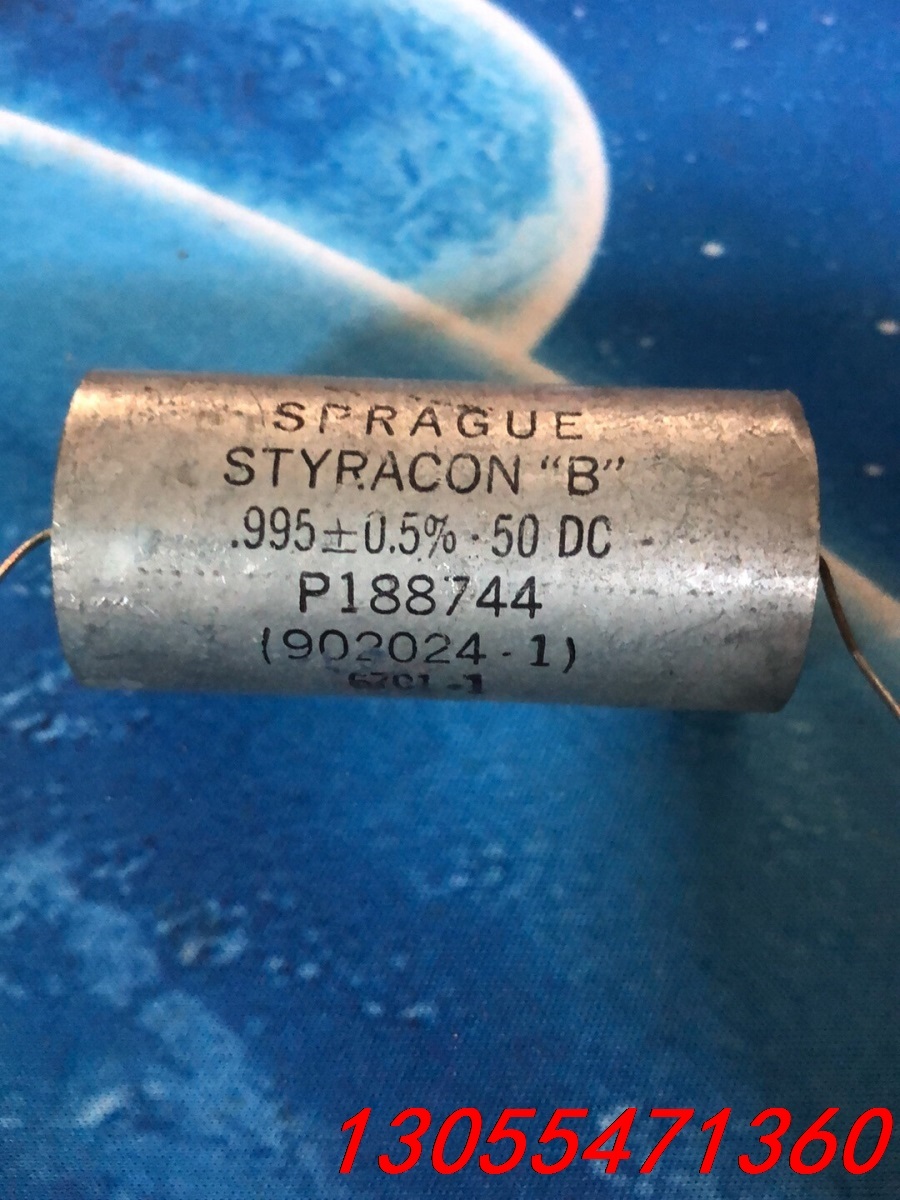 SPRAGUE
STYRACON “B”
.995±0.5% · 50 DC
P188744
(902024-1)
13055471360